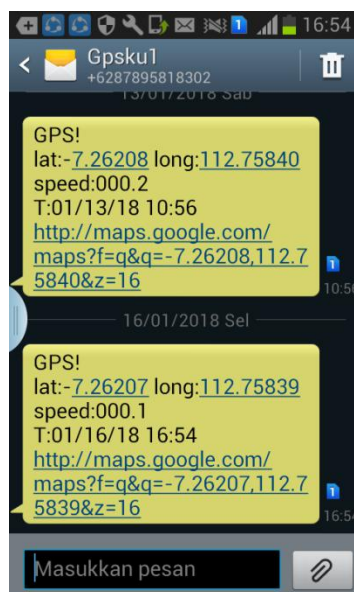 16:54
Gpsku1
+6287895818302
13/01/2018 Sab
GPS!
lat:-7.26208 long:112.75840
speed:000.2
T:01/13/18 10:56
http://maps.google.com/
maps?f=q&q=-7.26208,112.7
5840&z=16
1
10:56
16/01/2018 Sel
GPS!
lat:-7.26207 long:112.75839
speed:000.1
T:01/16/18 16:54
http://maps.google.com/
maps?f=q&q=-7.26207,112.7
5839&z=16
1
16:54
Masukkan pesan